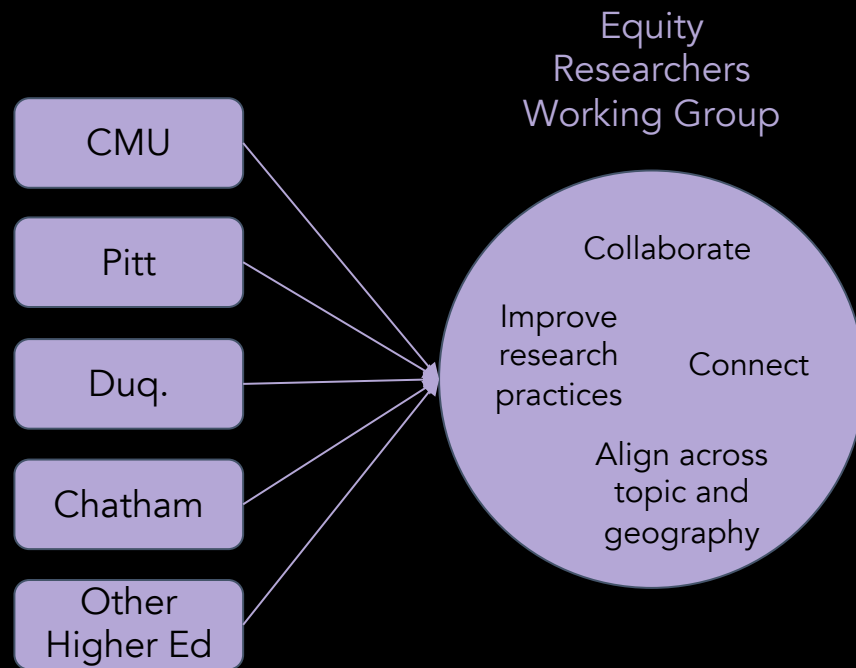 Equity
Researchers
Working Group
CMU
Pitt
Duq.
Chatham
Other
Higher Ed
Collaborate
Improve
research
practices
Connect
Align across
topic and
geography